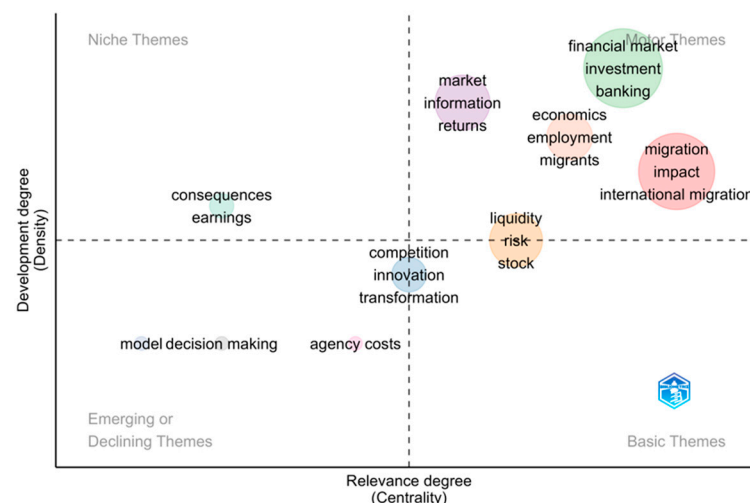 Niche Themes
Motor Themes
financial market
investment
banking
market
information
returns
economics
employment
migrants
migration
impact
international migration
consequences
earnings
liquidity
risk
stock
competition
innovation
transformation
model
decision making
agency costs
Emerging or
Declining Themes
Basic Themes
Development degree
(Density)
Relevance degree
(Centrality)